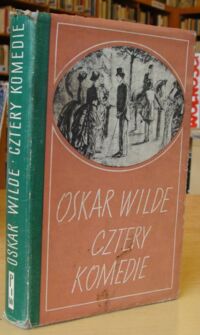 OSKAR WILDE
CZTERY
KOMEDIE
OSKAR WILDE · CZTERY KOMEDIE